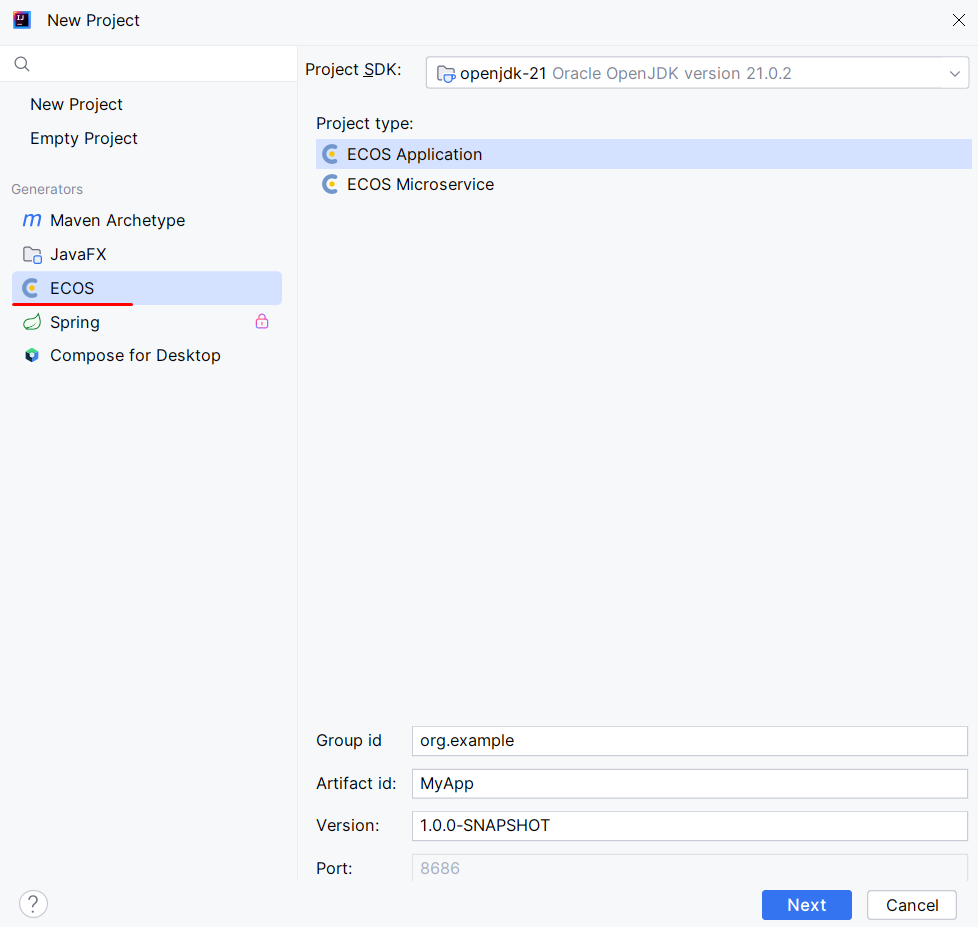 New Project
Project SDK: openjdk-21 Oracle OpenJDK version 21.0.2
New Project
Empty Project
Generators
Maven Archetype
JavaFX
ECOS
Spring
Compose for Desktop
Project type:
ECOS Application
ECOS Microservice
Group id org.example
Artifact id: MyApp
Version: 1.0.0-SNAPSHOT
Port: 8686
? Next Cancel